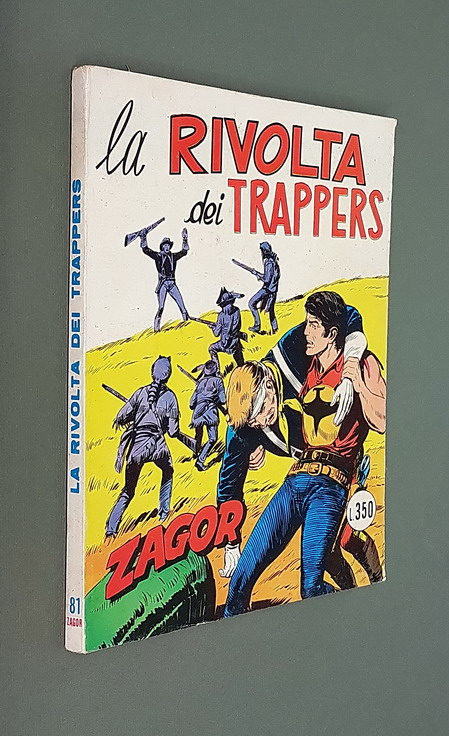 la RIVOLTA
dei TRAPPERS
ZAGOR
L.350
LA RIVOLTA DEI TRAPPERS
81
ZAGOR